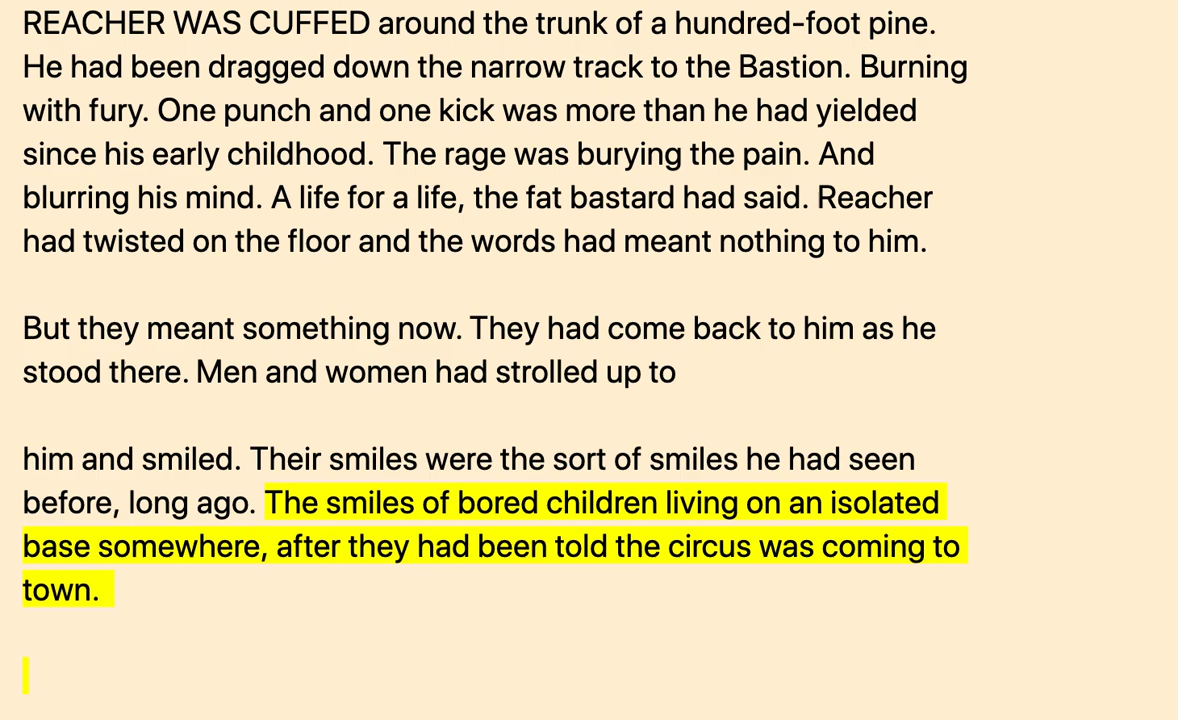 REACHER WAS CUFFED around the trunk of a hundred-foot pine.
He had been dragged down the narrow track to the Bastion. Burning
with fury. One punch and one kick was more than he had yielded
since his early childhood. The rage was burying the pain. And
blurring his mind. A life for a life, the fat bastard had said. Reacher
had twisted on the floor and the words had meant nothing to him.
But they meant something now. They had come back to him as he
stood there. Men and women had strolled up to
him and smiled. Their smiles were the sort of smiles he had seen
before, long ago. The smiles of bored children living on an isolated
base somewhere, after they had been told the circus was coming to
town.